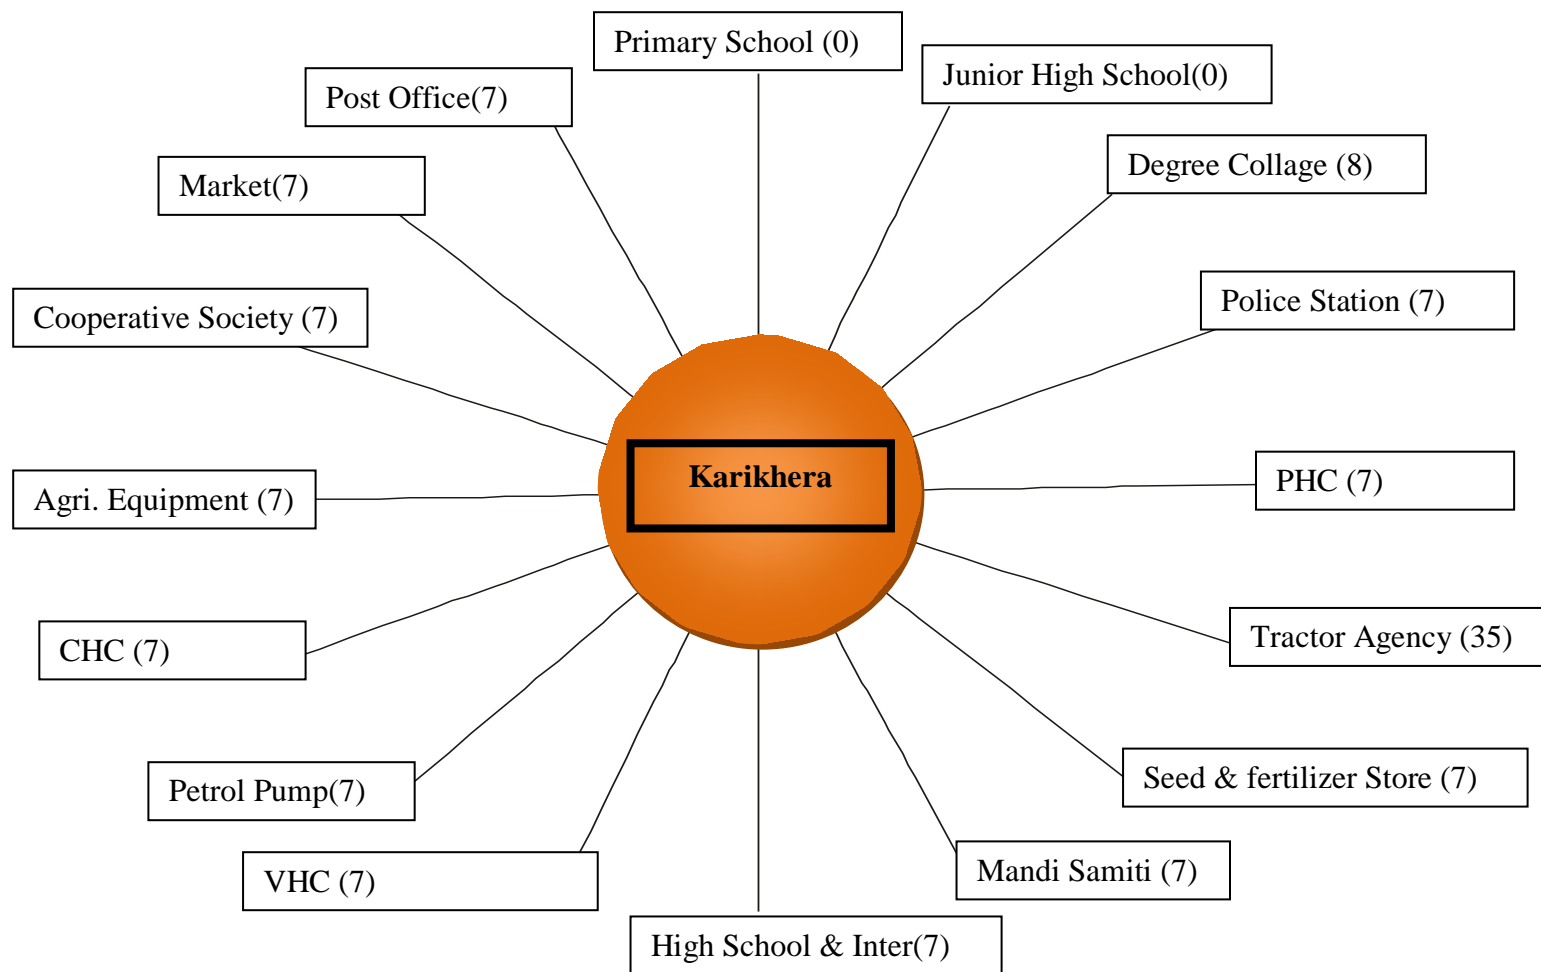 Primary School (0)
Junior High School(0)
Post Office(7)
Degree Collage (8)
Market(7)
Police Station (7)
Cooperative Society (7)
Karikhera
PHC (7)
Agri. Equipment (7)
Tractor Agency (35)
CHC (7)
Seed & fertilizer Store (7)
Petrol Pump(7)
Mandi Samiti (7)
VHC (7)
High School & Inter(7)